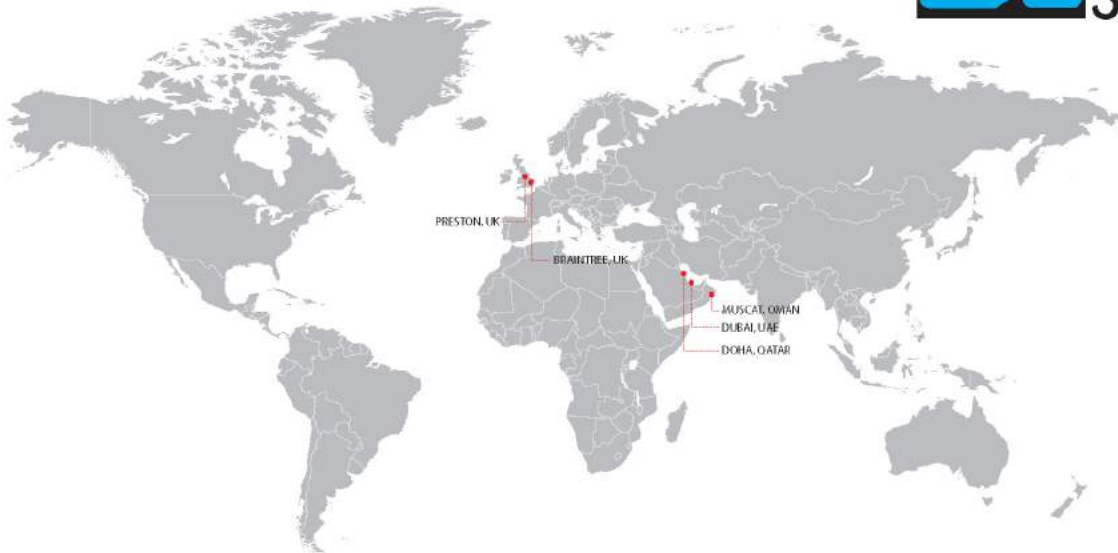 PRESTON, UK
BRAINTREE, UK
MUSCAT, OMAN
DUBAI, UAE
DOHA, QATAR